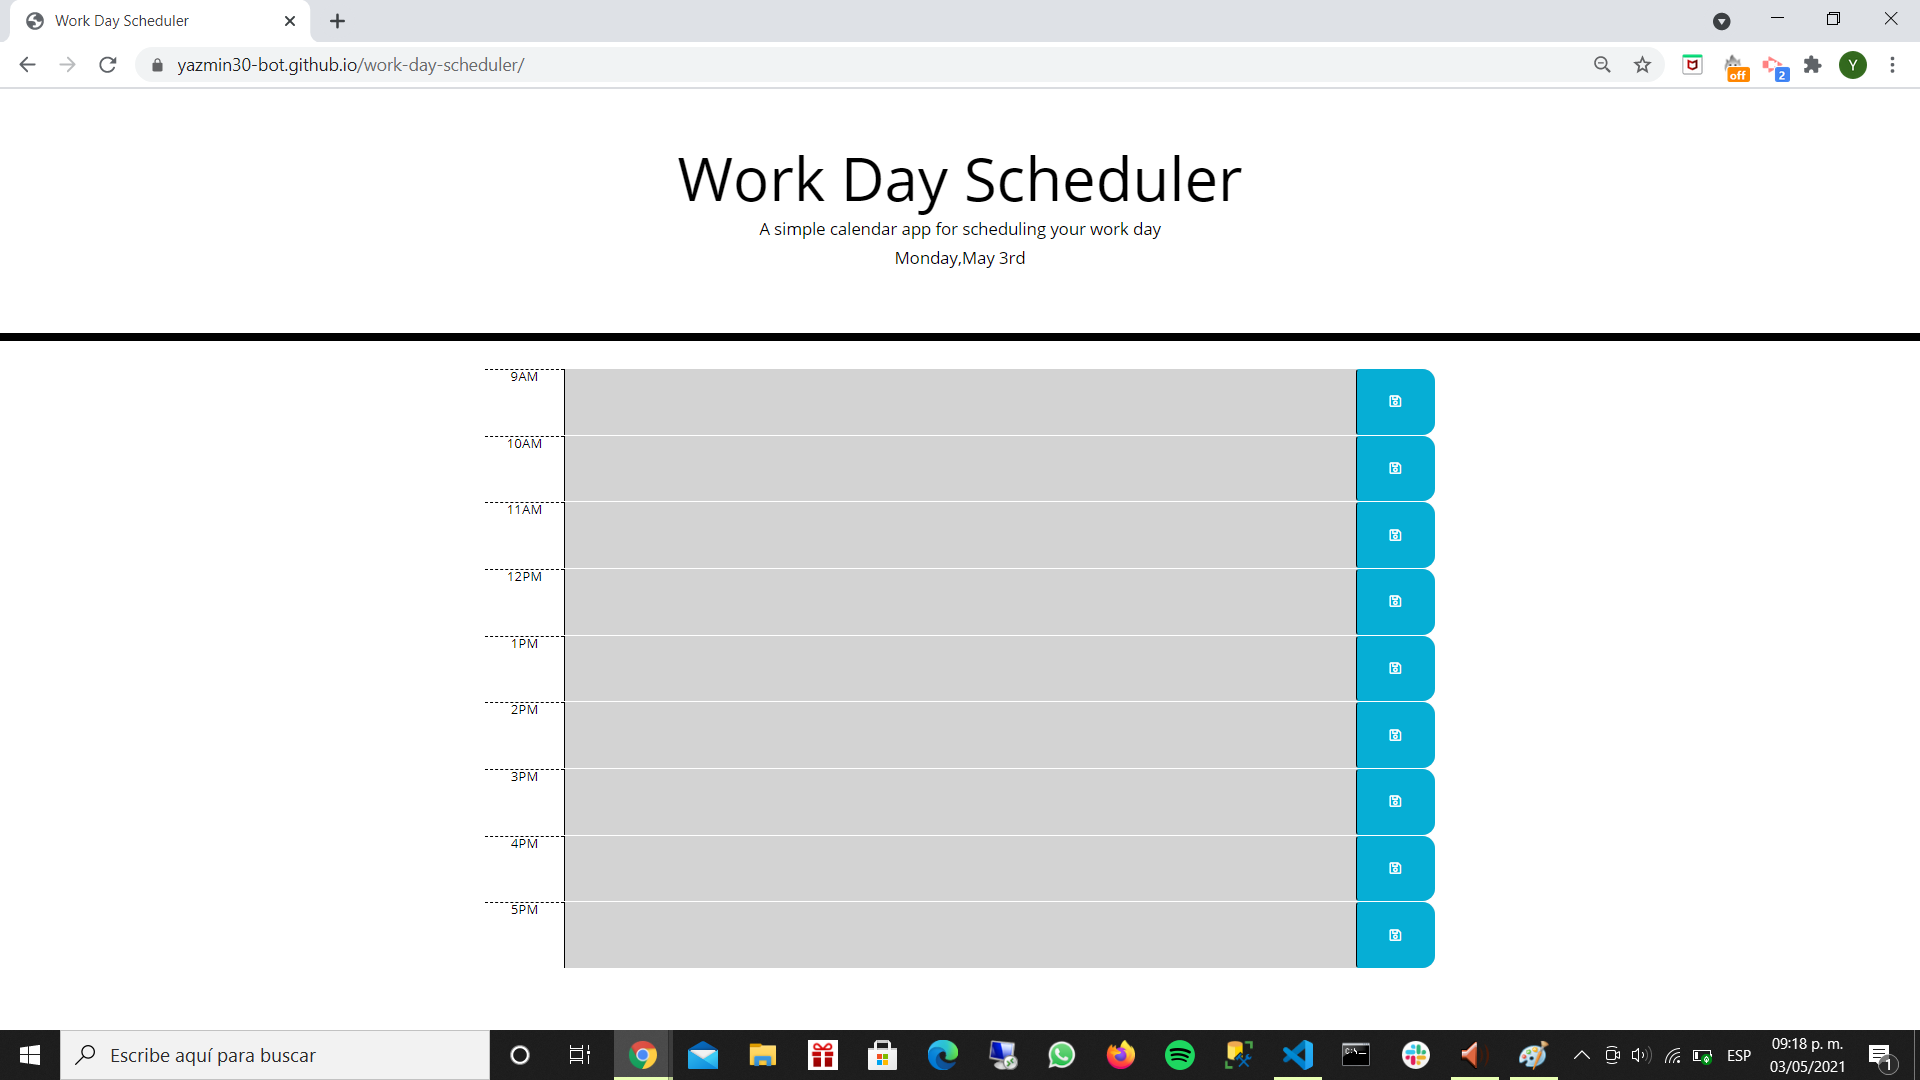 Work Day Scheduler
yazmin30-bot.github.io/work-day-scheduler/
off
2
Y
Work Day Scheduler
A simple calendar app for scheduling your work day
Monday,May 3rd
9AM
10AM
11AM
12PM
1PM
2PM
3PM
4PM
5PM
Escribe aquí para buscar
ESP
09:18 p. m.
03/05/2021
1